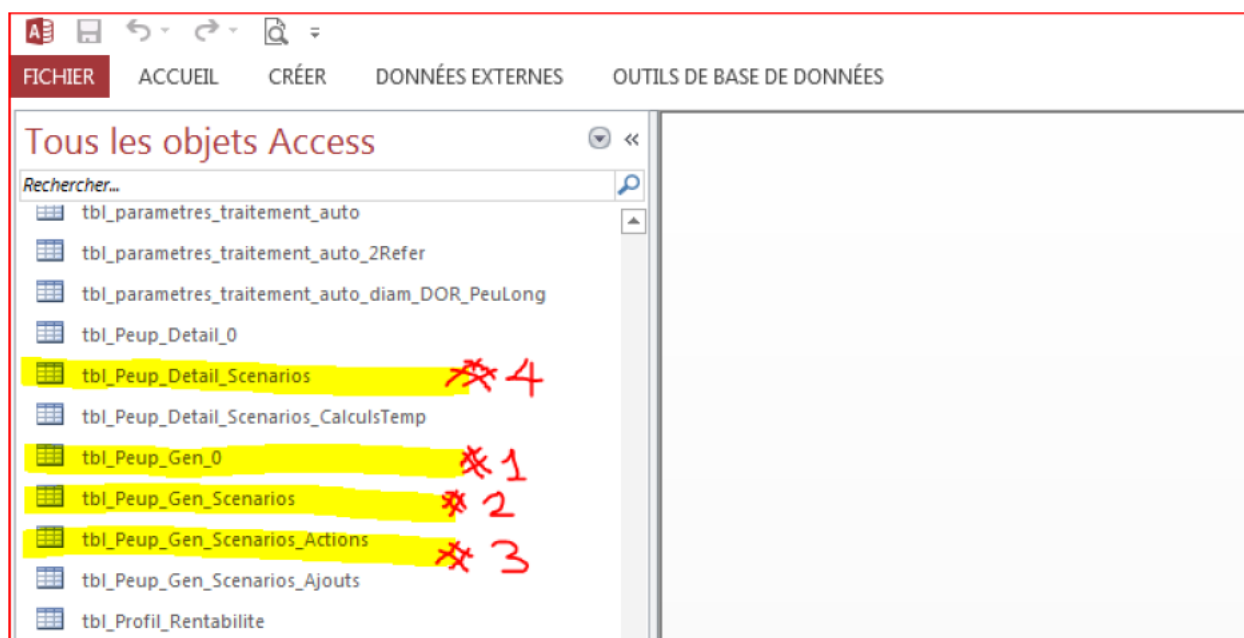 FICHIER ACCUEIL CRÉER DONNÉES EXTERNES OUTILS DE BASE DE DONNÉES
Tous les objets Access
Rechercher...
tbl_parametres_traitement_auto
tbl_parametres_traitement_auto_2Refer
tbl_parametres_traitement_auto_diam_DOR_PeuLong
tbl_Peup_Detail_0
tbl_Peup_Detail_Scenarios #4
tbl_Peup_Detail_Scenarios_CalculsTemp
tbl_Peup_Gen_0 #1
tbl_Peup_Gen_Scenarios #2
tbl_Peup_Gen_Scenarios_Actions #3
tbl_Peup_Gen_Scenarios_Ajouts
tbl_Profil_Rentabilite